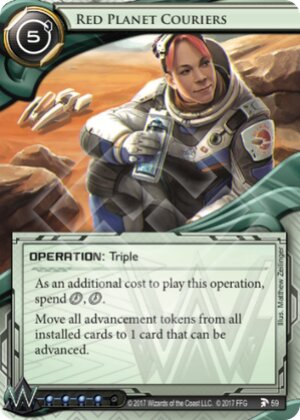 RED PLANET COURIERS
5
OPERATION: Triple
As an additional cost to play this operation,
spend , .
Move all advancement tokens from all
installed cards to 1 card that can be
advanced.
Illus. Matthew Zeilinger
© 2017 Wizards of the Coast LLC. © 2017 FFG 59